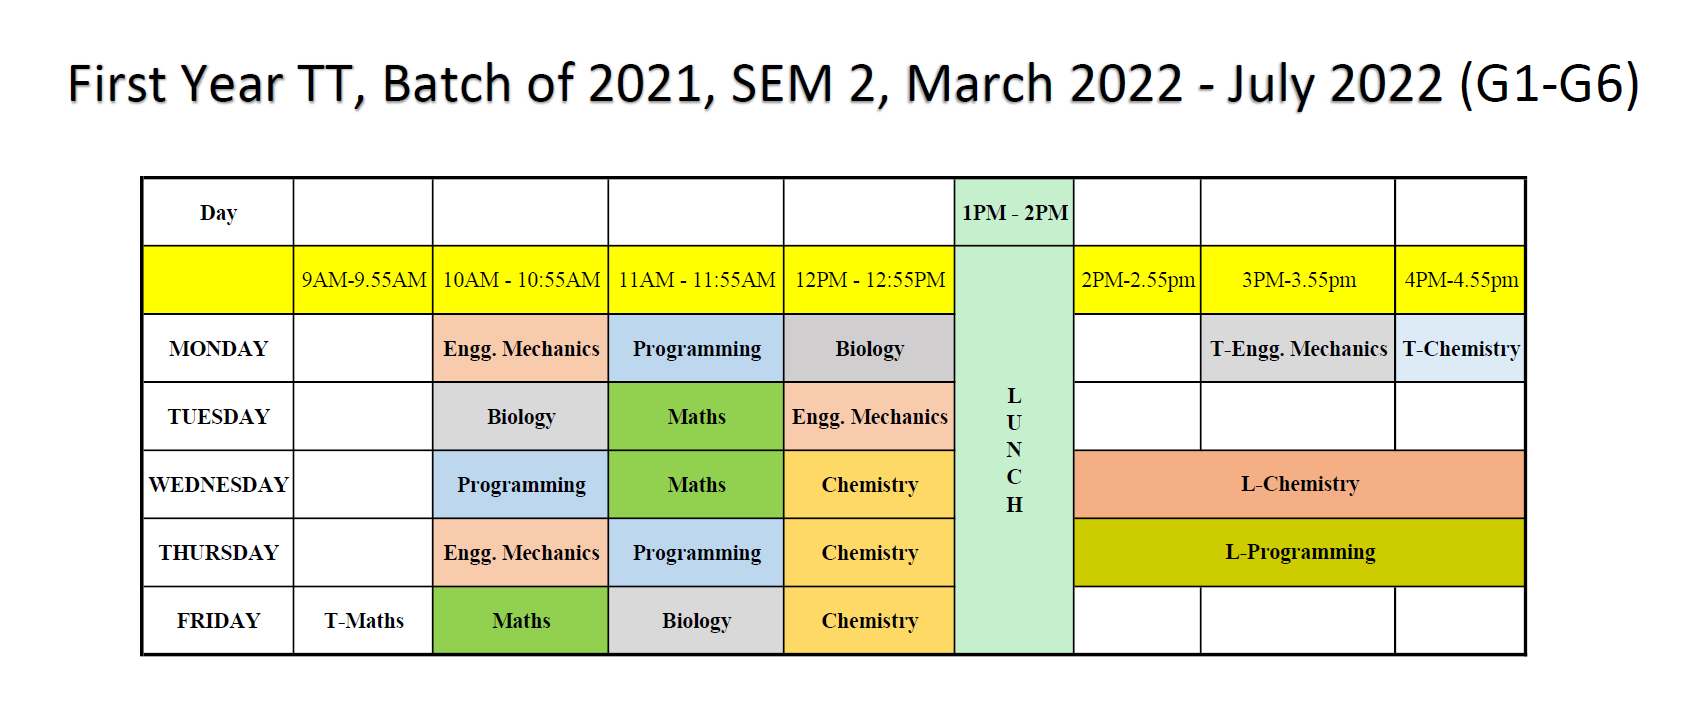 First Year TT, Batch of 2021, SEM 2, March 2022 - July 2022 (G1-G6)
Day 1PM - 2PM
9AM-9.55AM 10AM - 10:55AM 11AM - 11:55AM 12PM - 12:55PM 2PM-2.55pm 3PM-3.55pm 4PM-4.55pm
MONDAY Engg. Mechanics Programming Biology T-Engg. Mechanics T-Chemistry
L
U
N
C
H
TUESDAY Biology Maths Engg. Mechanics
WEDNESDAY Programming Maths Chemistry L-Chemistry
THURSDAY Engg. Mechanics Programming Chemistry L-Programming
FRIDAY T-Maths Maths Biology Chemistry